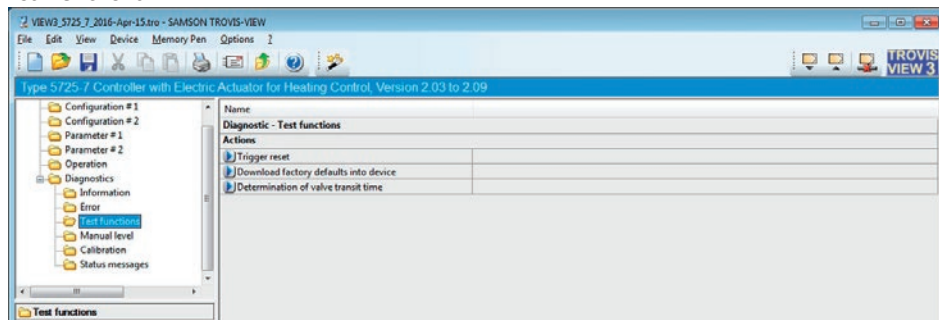 VIEW3_5725_7_2016-Apr-15.tro - SAMSON TROVIS-VIEW
File Edit View Device Memory Pen Options ?
TROVIS
VIEW 3
Type 5725-7 Controller with Electric Actuator for Heating Control, Version 2.03 to 2.09
Configuration # 1
Configuration # 2
Parameter # 1
Parameter # 2
Operation
Diagnostics
Information
Error
Test functions
Manual level
Calibration
Status messages
Test functions
Name
Diagnostic - Test functions
Actions
Trigger reset
Download factory defaults into device
Determination of valve transit time